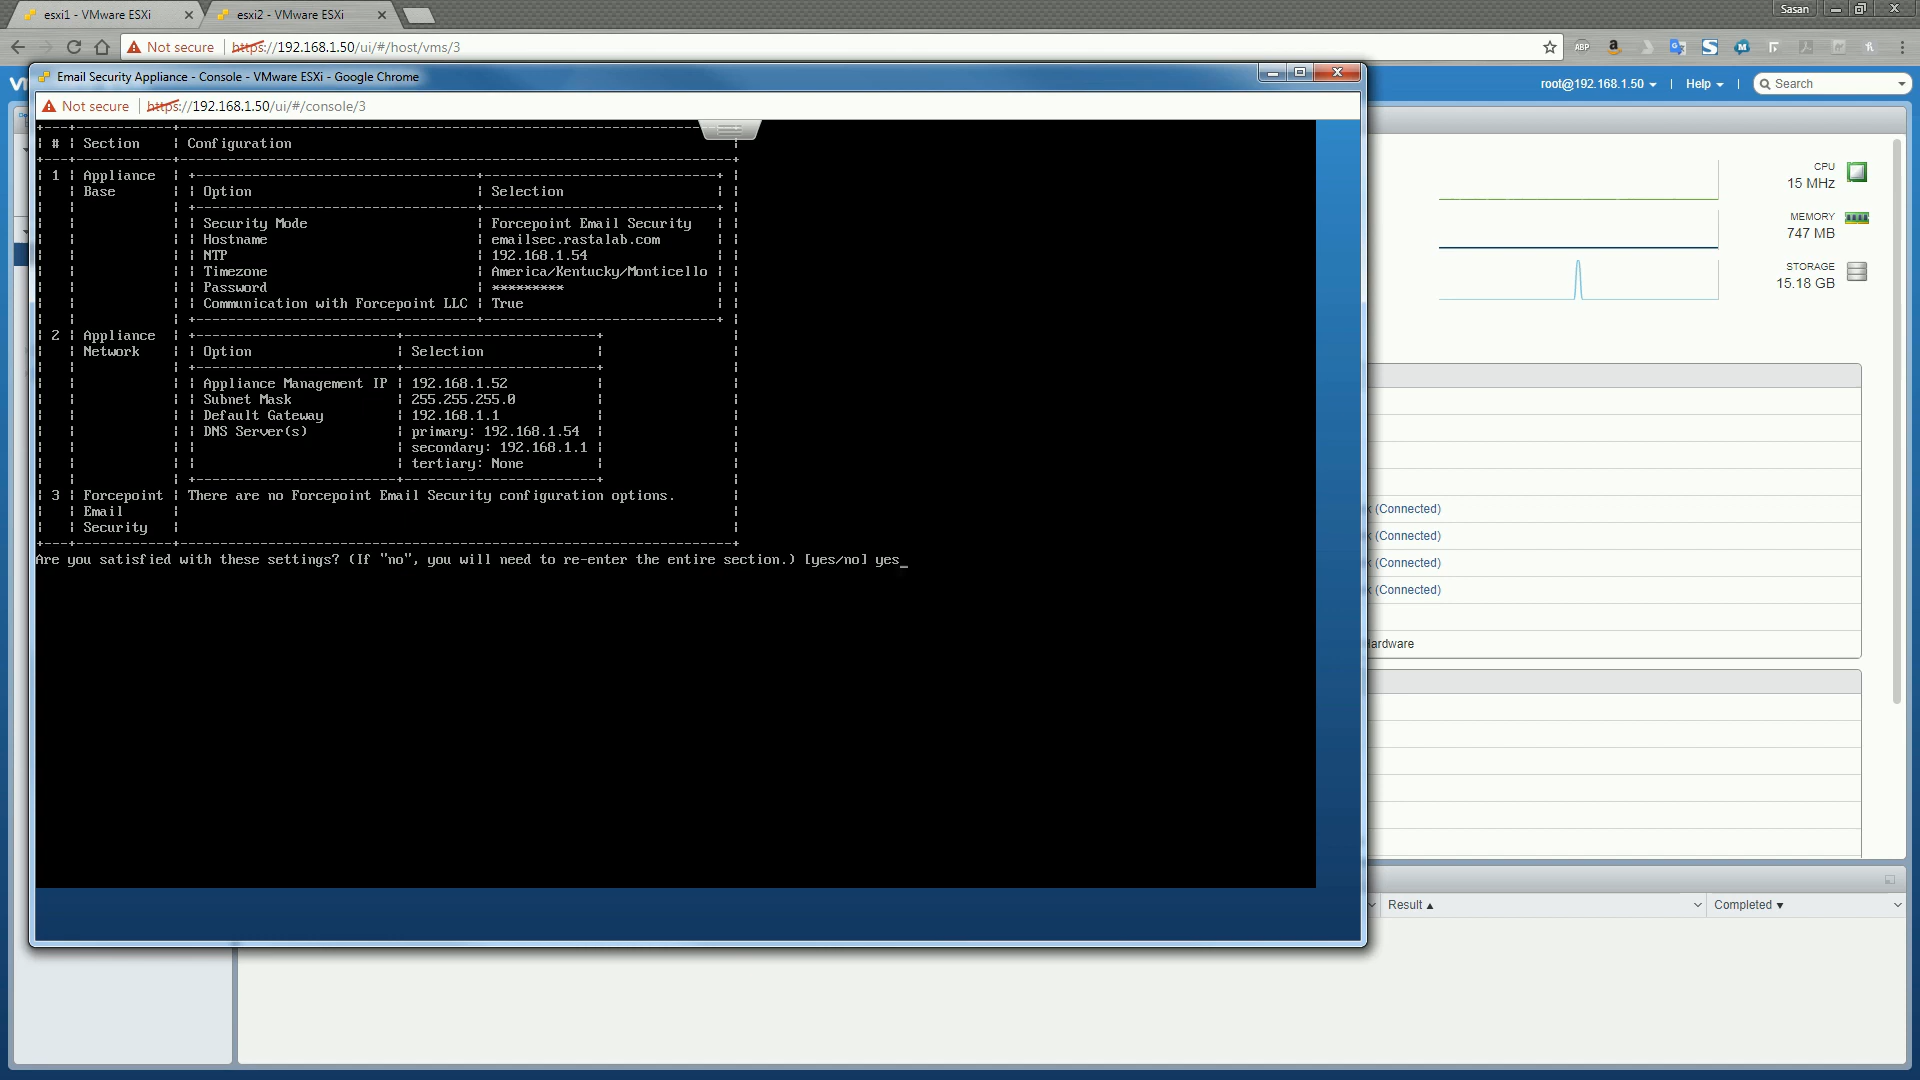 esxi1 - VMware ESXi
esxi2 - VMware ESXi
Sasan
Not secure https://192.168.1.50/ui/#/host/vms/3
ABP
Email Security Appliance - Console - VMware ESXi - Google Chrome
root@192.168.1.50 | Help | Search
Not secure https://192.168.1.50/ui/#/console/3
# | Section | Configuration
1 | Appliance
Base | Option | Selection
Security Mode | Forcepoint Email Security
Hostname | emailsec.rastalab.com
NTP | 192.168.1.54
Timezone | America/Kentucky/Monticello
Password | *********
Communication with Forcepoint LLC | True
2 | Appliance
Network | Option | Selection
Appliance Management IP | 192.168.1.52
Subnet Mask | 255.255.255.0
Default Gateway | 192.168.1.1
DNS Server(s) | primary: 192.168.1.54
secondary: 192.168.1.1
tertiary: None
3 | Forcepoint | There are no Forcepoint Email Security configuration options.
Email
Security
Are you satisfied with these settings? (If "no", you will need to re-enter the entire section.) [yes/no] yes_
CPU
15 MHz
MEMORY
747 MB
STORAGE
15.18 GB
(Connected)
(Connected)
(Connected)
(Connected)
Result
Completed